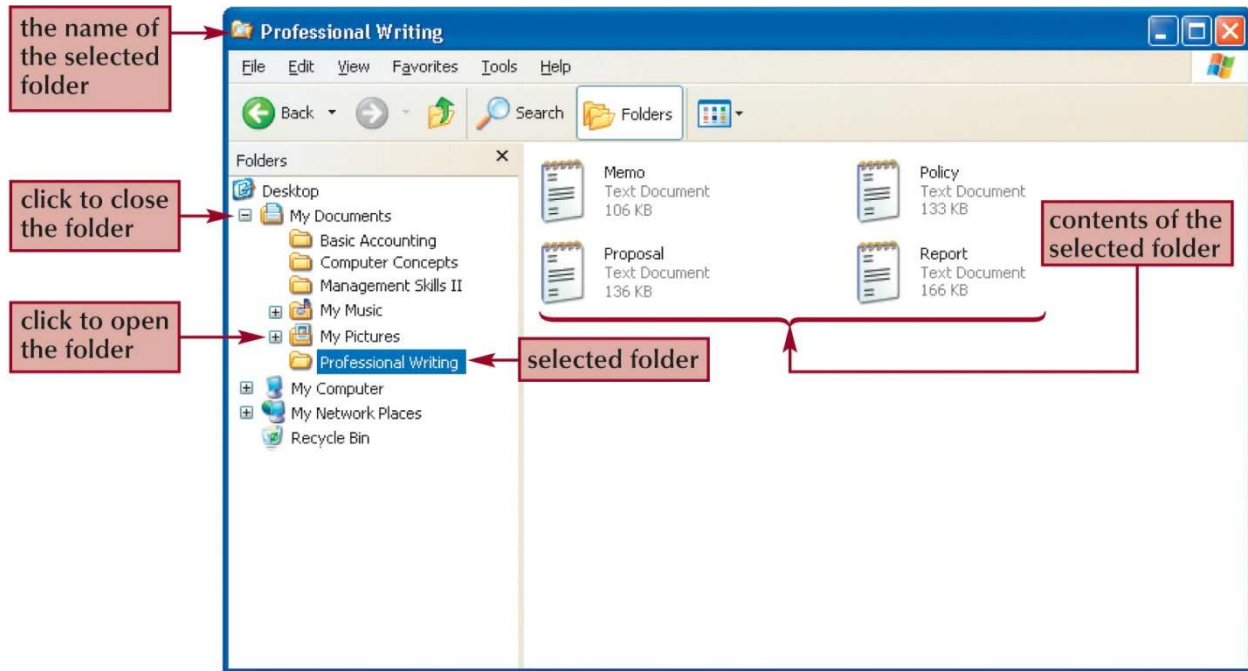 the name of
the selected
folder
Professional Writing
File Edit View Favorites Tools Help
Back Search Folders
Folders
Desktop
click to close
the folder
My Documents
Basic Accounting
Computer Concepts
Management Skills II
My Music
click to open
the folder
My Pictures
Professional Writing
selected folder
My Computer
My Network Places
Recycle Bin
Memo
Text Document
106 KB
Policy
Text Document
133 KB
Proposal
Text Document
136 KB
Report
Text Document
166 KB
contents of the
selected folder